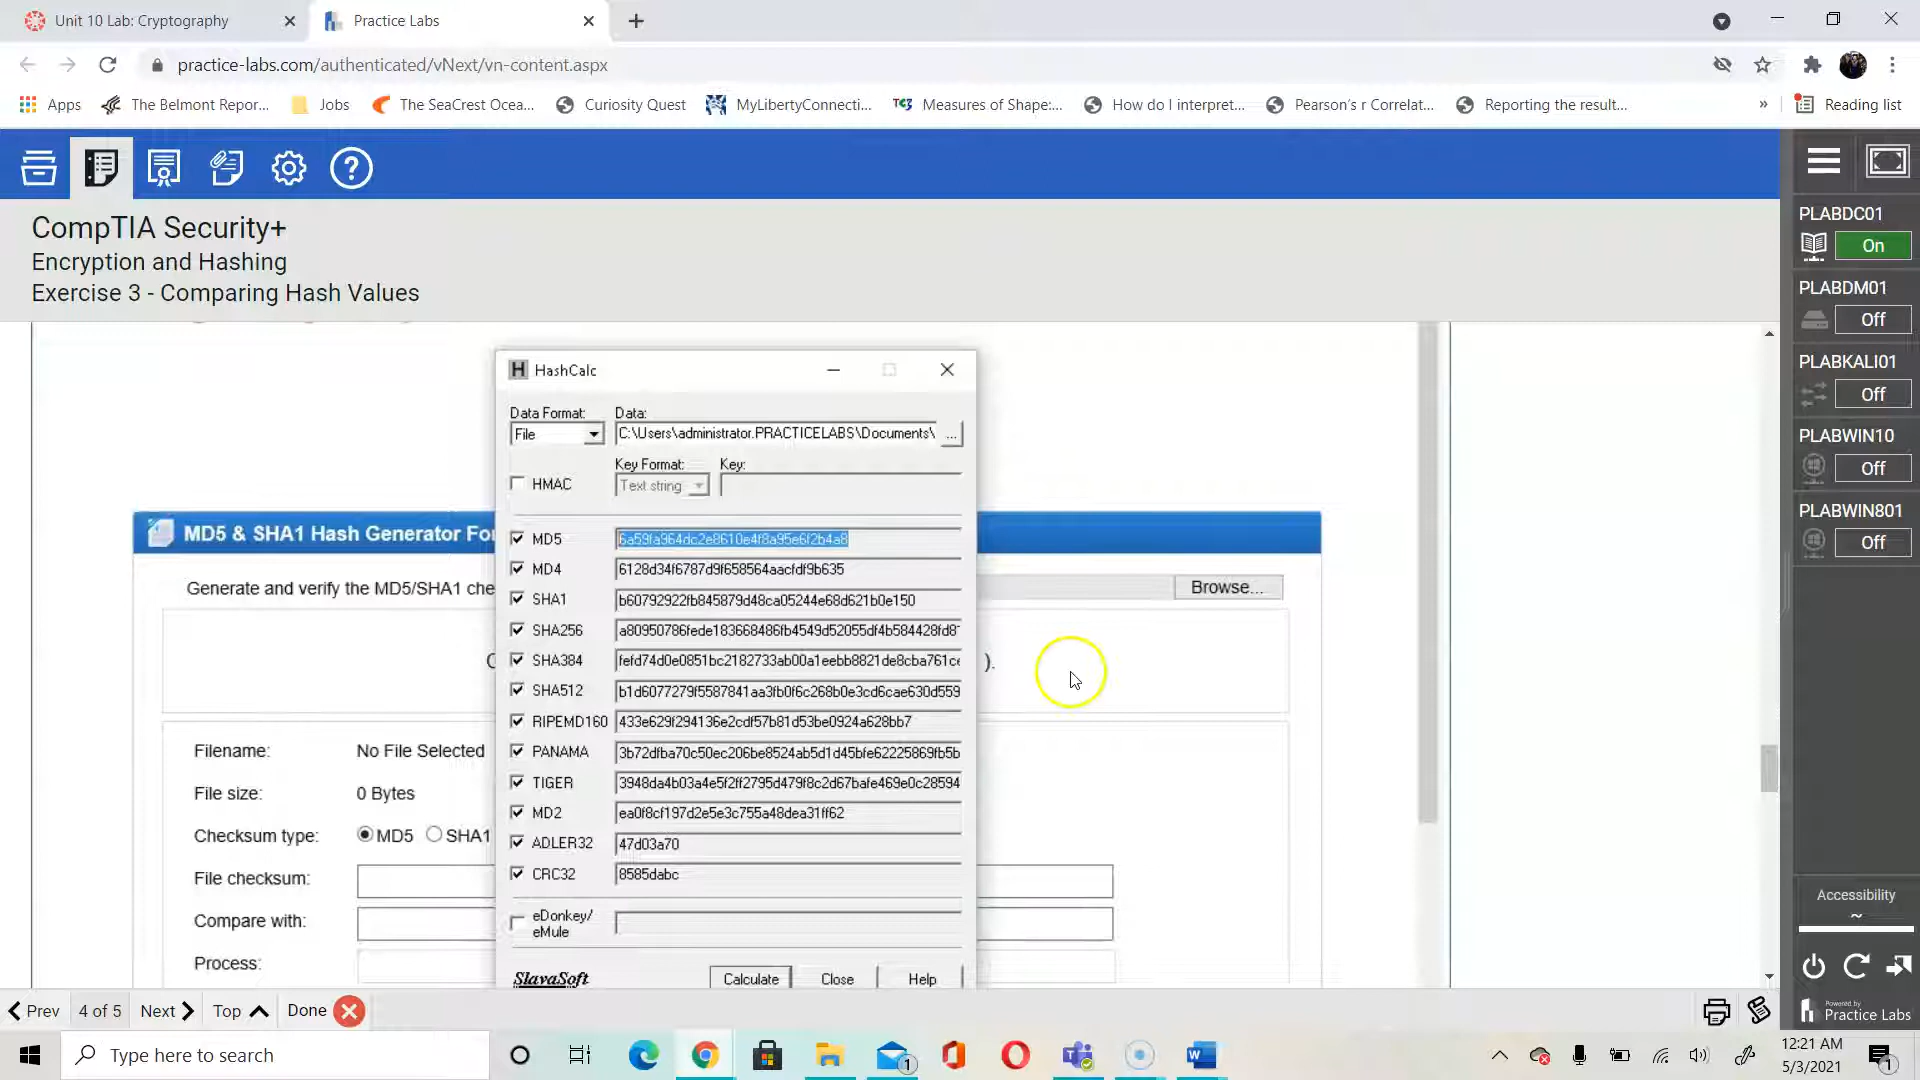 Unit 10 Lab: Cryptography
Practice Labs
practice-labs.com/authenticated/vNext/vn-content.aspx
Apps
The Belmont Repor...
Jobs
The SeaCrest Ocea...
Curiosity Quest
MyLibertyConnecti...
Measures of Shape:...
How do I interpret...
Pearson's r Correlat...
Reporting the result...
»
Reading list
CompTIA Security+
Encryption and Hashing
Exercise 3 - Comparing Hash Values
PLABDC01
On
PLABDM01
Off
PLABKALI01
Off
PLABWIN10
Off
PLABWIN801
Off
HashCalc
Data Format:
Data:
File
C:\Users\administrator.PRACTICELABS\Documents\
...
Key Format:
Key:
HMAC
Text string
MD5
6a59fa964dc2e8610e4f8a95e6f2b4a8
MD4
6128d34f6787d9f658564aacfdf9b635
SHA1
b60792922fb845879d48ca05244e68d621b0e150
SHA256
a80950786fede183668486fb4549d52055df4b584428fd8
SHA384
fefd74d0e0851bc2182733ab00a1eebb8821de8cba761ce
SHA512
b1d6077279f5587841aa3fb0f6c268b0e3cd6cae630d559
RIPEMD160
433e629f294136e2cdf57b81d53be0924a628bb7
PANAMA
3b72dfba70c50ec206be8524ab5d1d45bfe62225869fb5b
TIGER
3948da4b03a4e5f2ff2795d479f8c2d67bafe469e0c28594
MD2
ea0f8cf197d2e5e3c755a48dea31ff62
ADLER32
47d03a70
CRC32
8585dabc
eDonkey/
eMule
SlavaSoft
Calculate
Close
Help
MD5 & SHA1 Hash Generator Fo
Generate and verify the MD5/SHA1 che
Browse...
).
Filename:
No File Selected
File size:
0 Bytes
Checksum type:
MD5
SHA1
File checksum:
Compare with:
Process:
Accessibility
Powered by
Practice Labs
Prev
4 of 5
Next
Top
Done
Type here to search
1
12:21 AM
5/3/2021
1